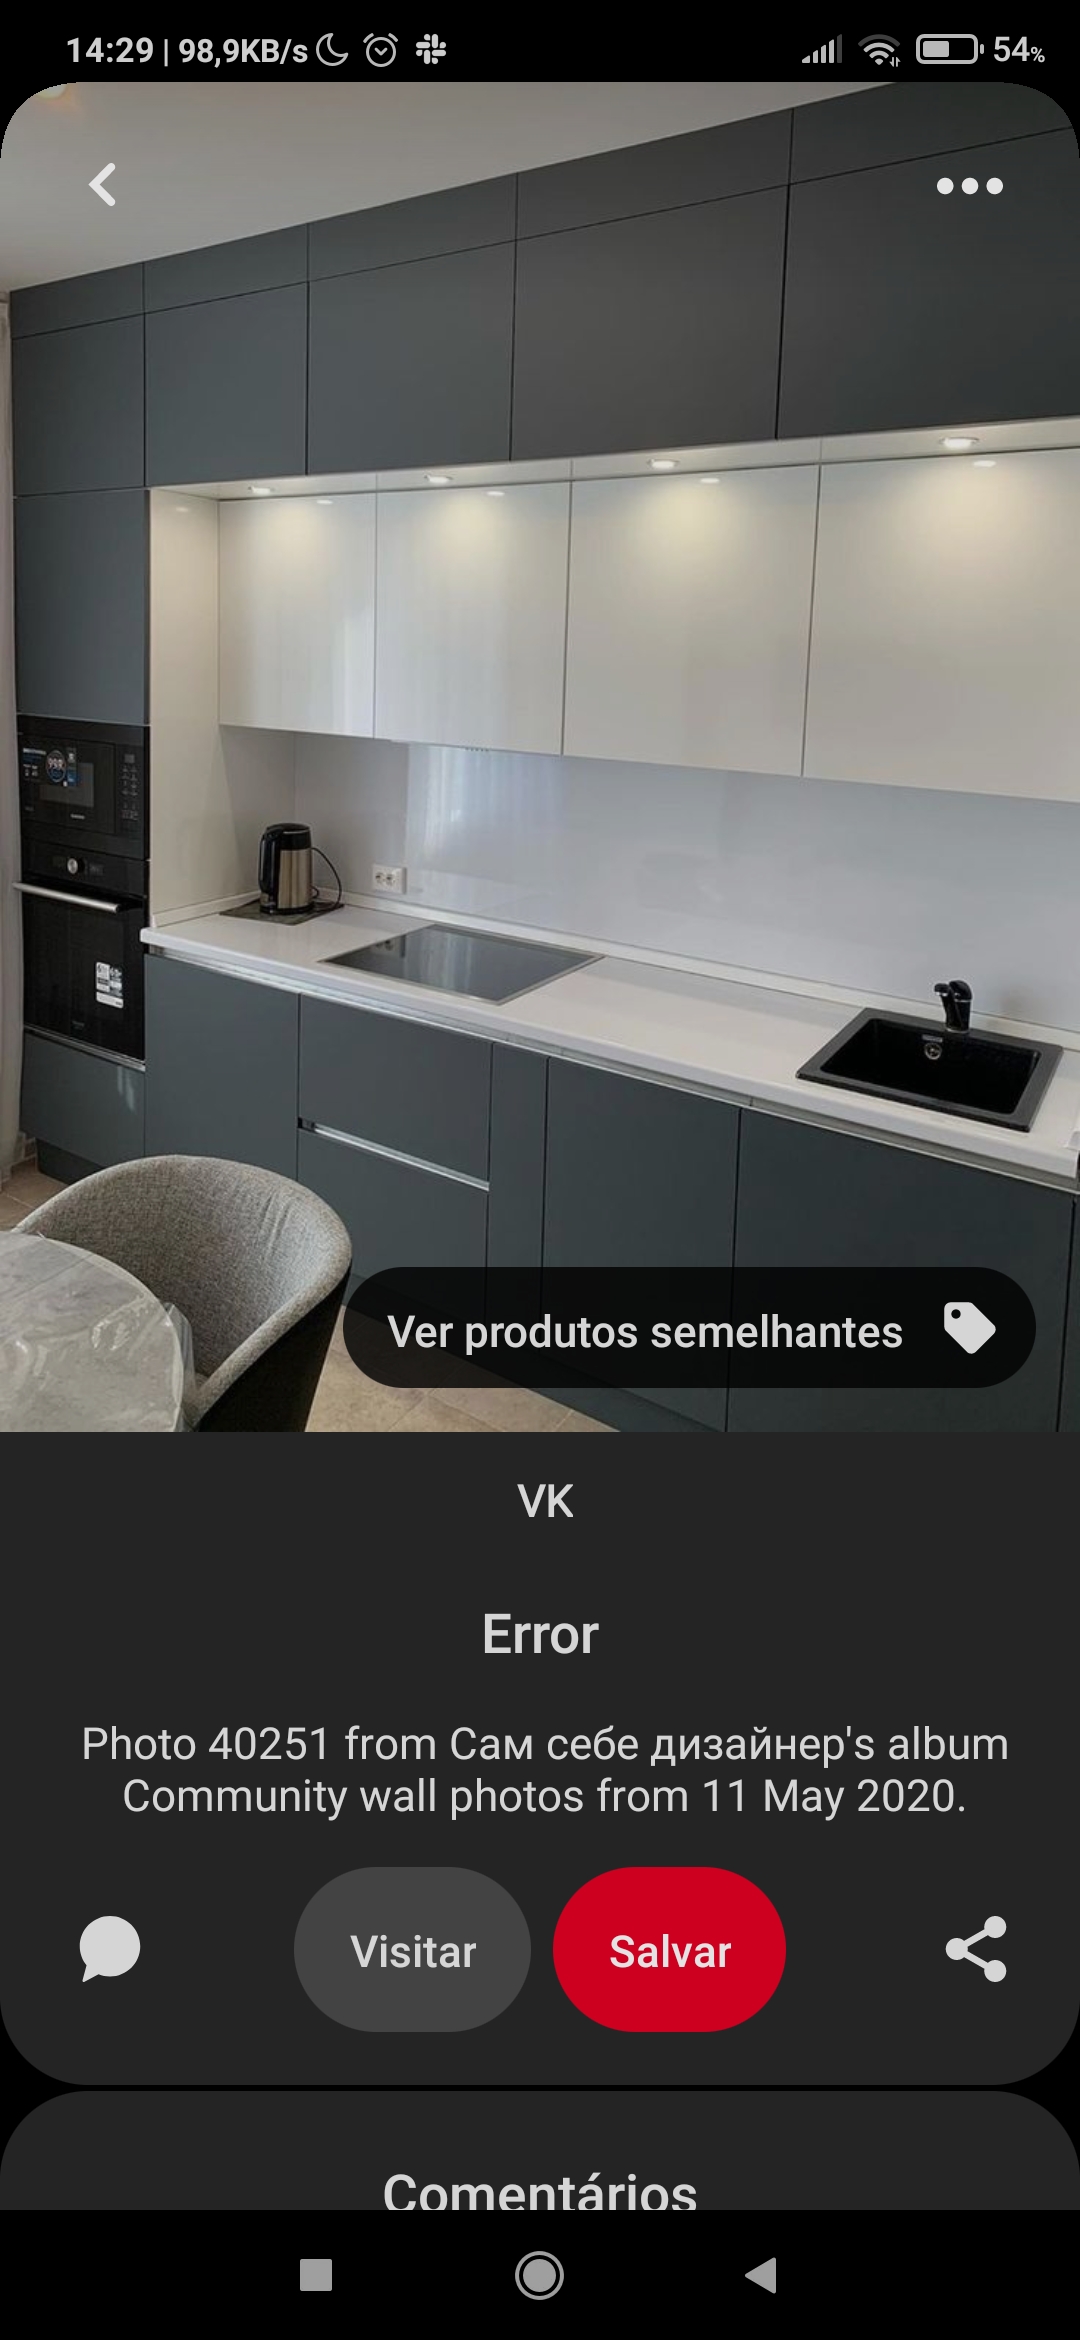 14:29 | 98,9KB/s 54%
Ver produtos semelhantes
VK
Error
Photo 40251 from Сам себе дизайнер's album
Community wall photos from 11 May 2020.
Visitar Salvar
Comentários